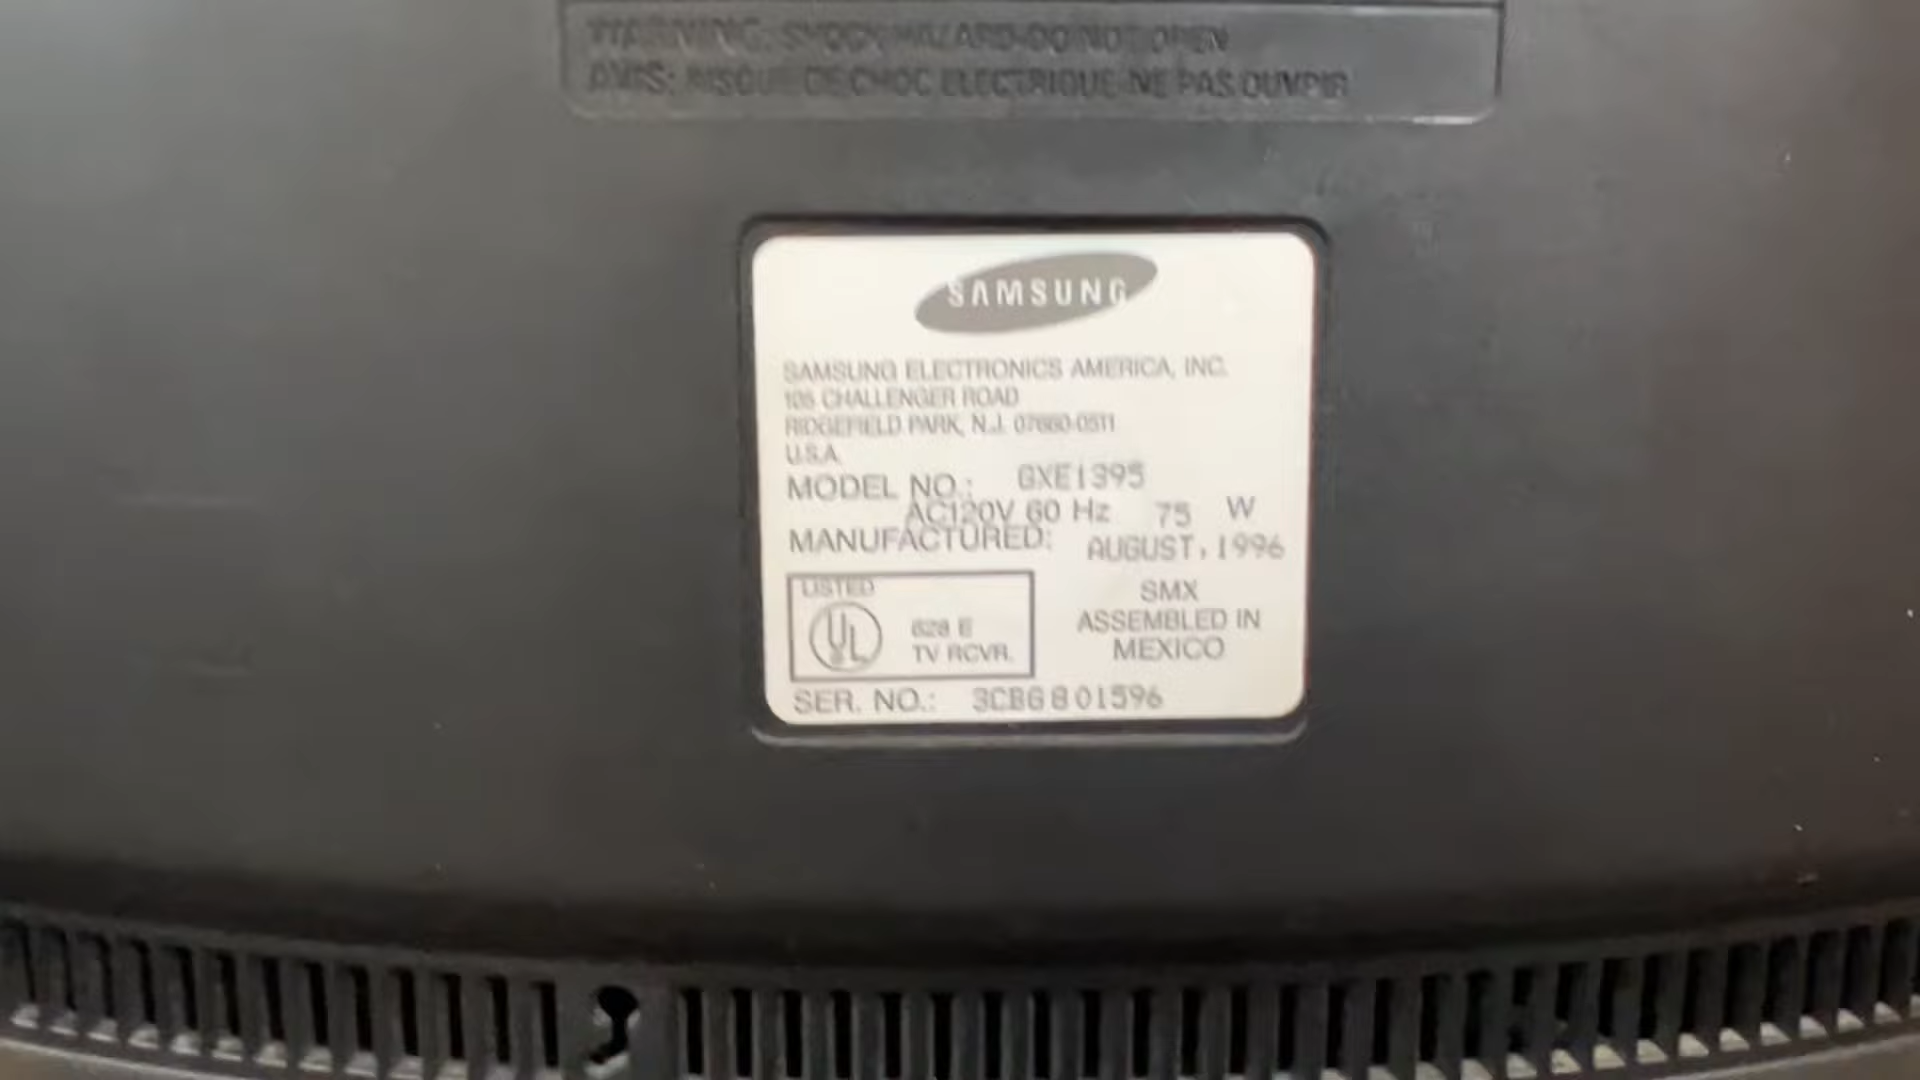 WARNING: SHOCK HAZARD-DO NOT OPEN
AVIS: RISQUE DE CHOC ELECTRIQUE-NE PAS OUVRIR
SAMSUNG
SAMSUNG ELECTRONICS AMERICA, INC.
105 CHALLENGER ROAD
RIDGEFIELD PARK, N.J. 07660-0511
U.S.A.
MODEL NO.: GXE1395
AC120V 60 Hz 75 W
MANUFACTURED: AUGUST, 1996
LISTED
UL
628 E
TV RCVR.
SMX
ASSEMBLED IN
MEXICO
SER. NO.: 3CBG801596